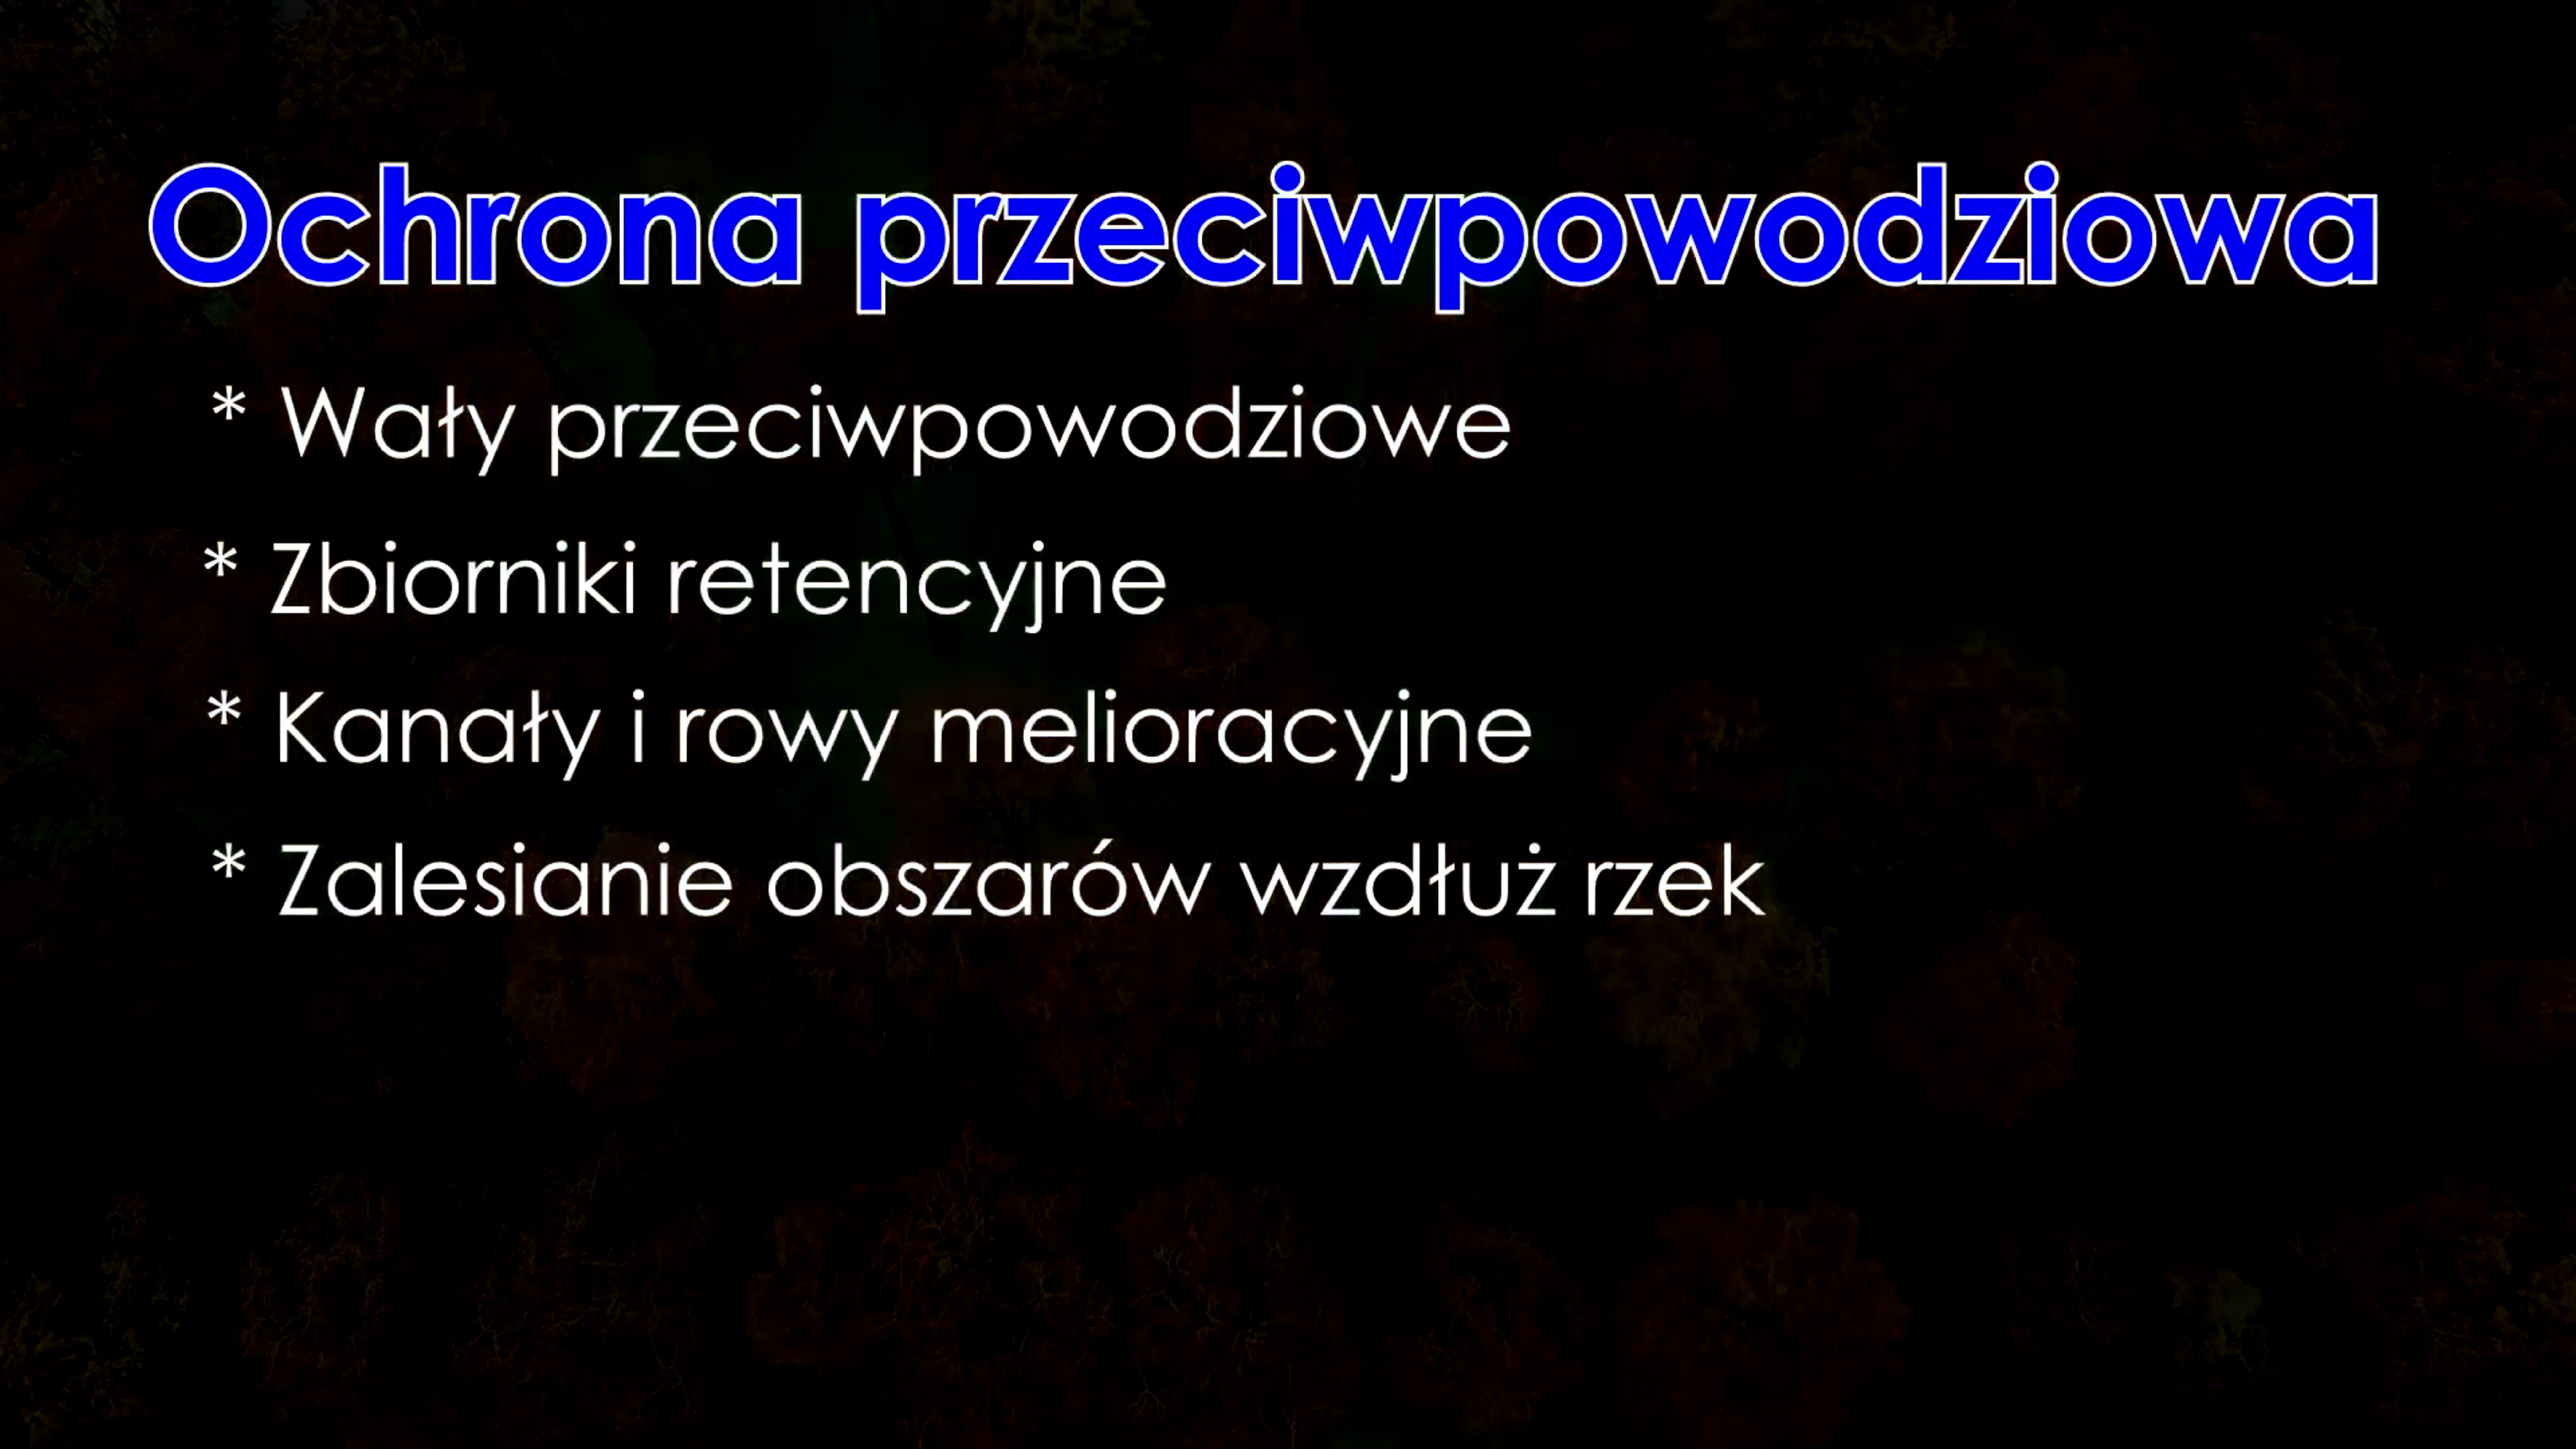 Ochrona przeciwpowodziowa
* Wały przeciwpowodziowe
* Zbiorniki retencyjne
* Kanały i rowy melioracyjne
* Zalesianie obszarów wzdłuż rzek